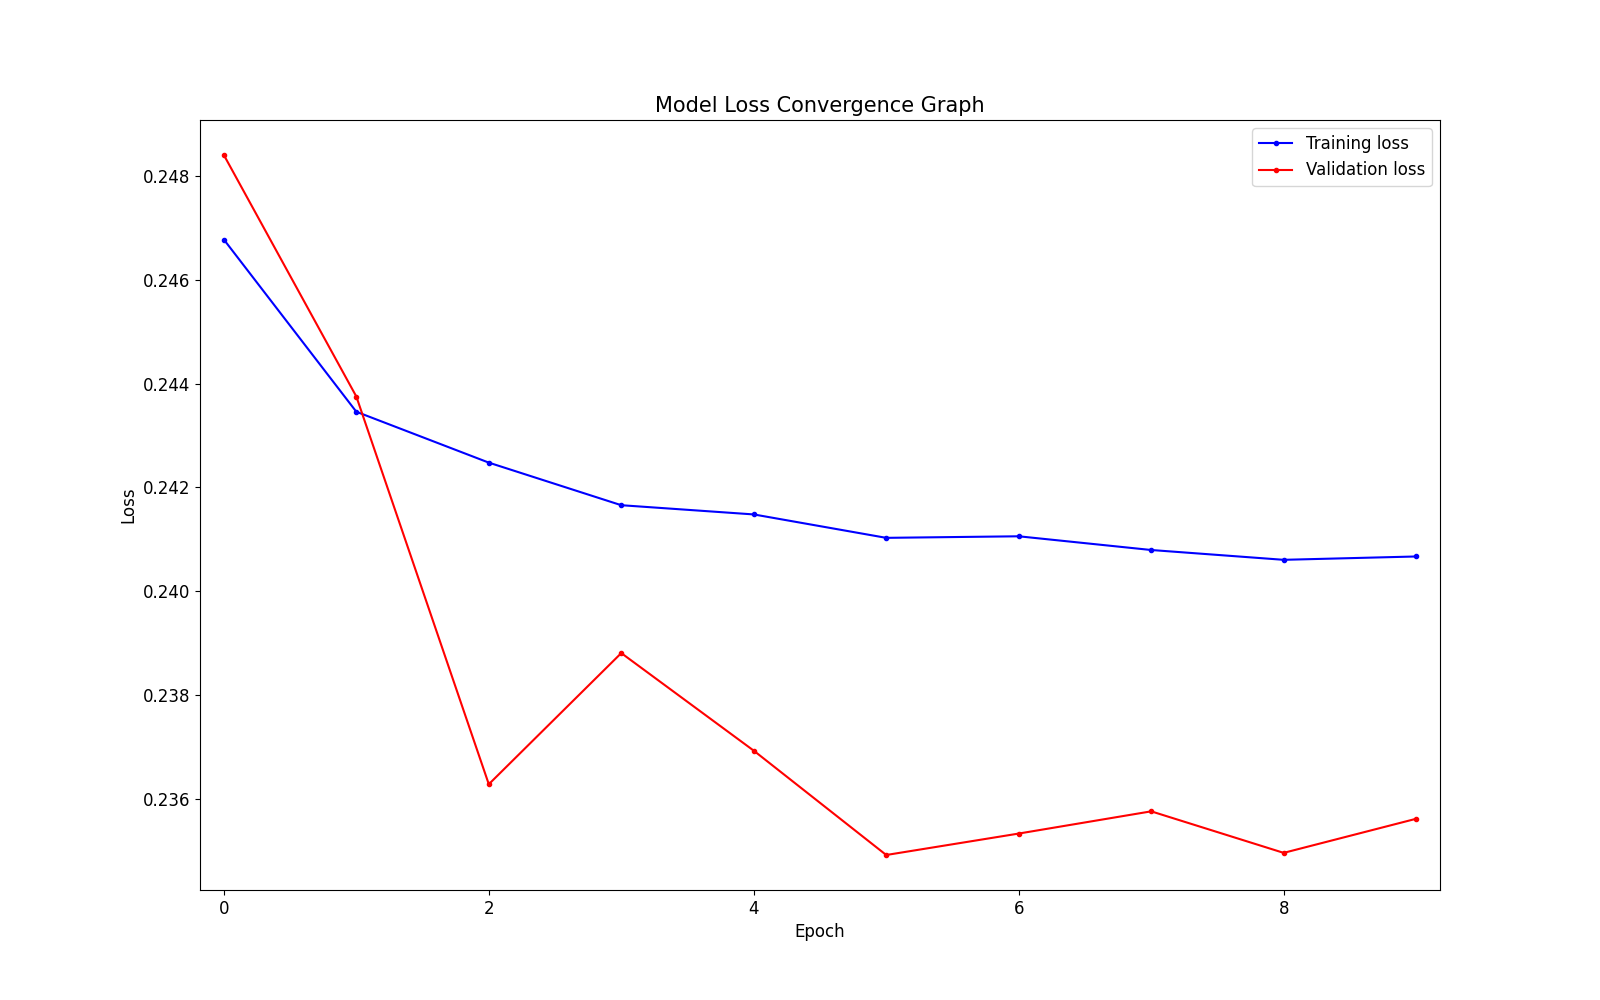 Model Loss Convergence Graph
Training loss
Validation loss
0.248
0.246
0.244
0.242
0.240
0.238
0.236
Loss
0 2 4 6 8
Epoch